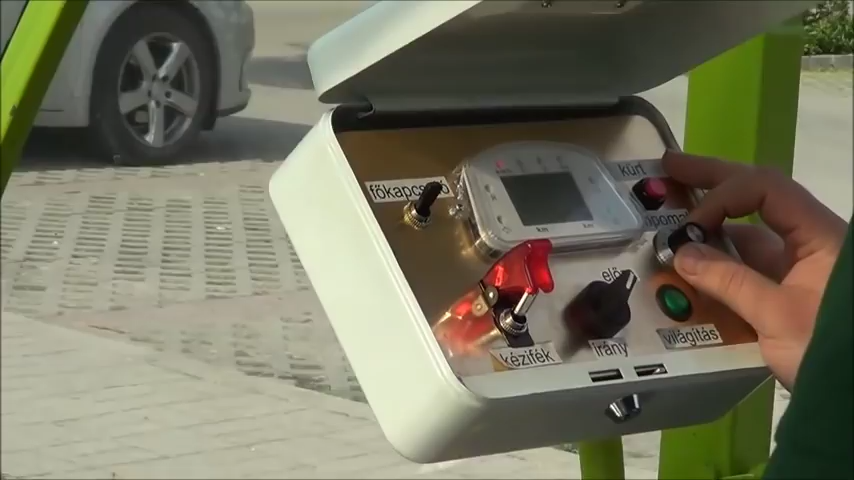 főkapcsoló
kürt
elő
kézifék
irány
világítás